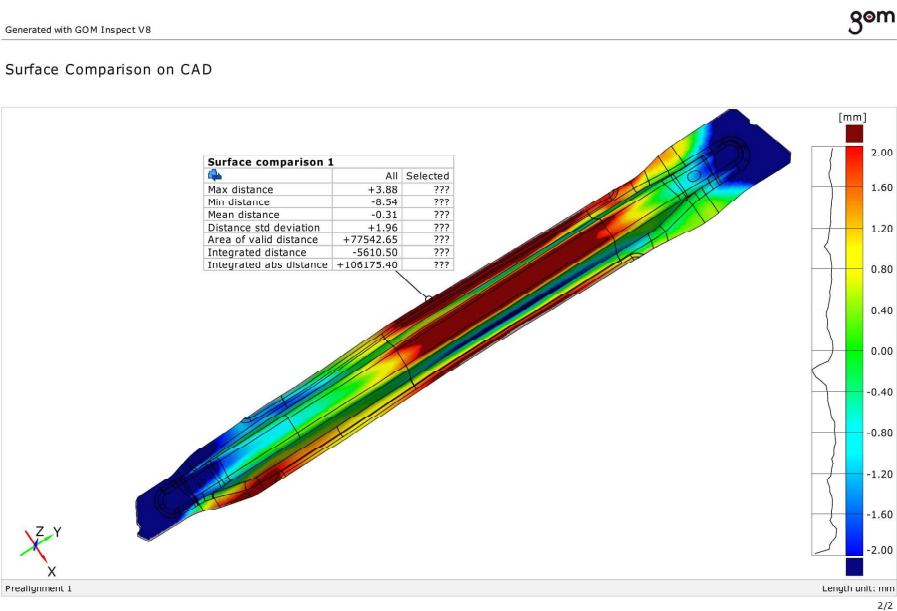 gom
Generated with GOM Inspect V8
Surface Comparison on CAD
[mm]
Surface comparison 1
All Selected
Max distance +3.88 ???
Min distance -8.54 ???
Mean distance -0.31 ???
Distance std deviation +1.96 ???
Area of valid distance +77542.65 ???
Integrated distance -5610.50 ???
Integrated abs distance +106175.40 ???
2.00
1.60
1.20
0.80
0.40
0.00
-0.40
-0.80
-1.20
-1.60
-2.00
Z Y
X
Prealignment 1 Length unit: mm
2/2